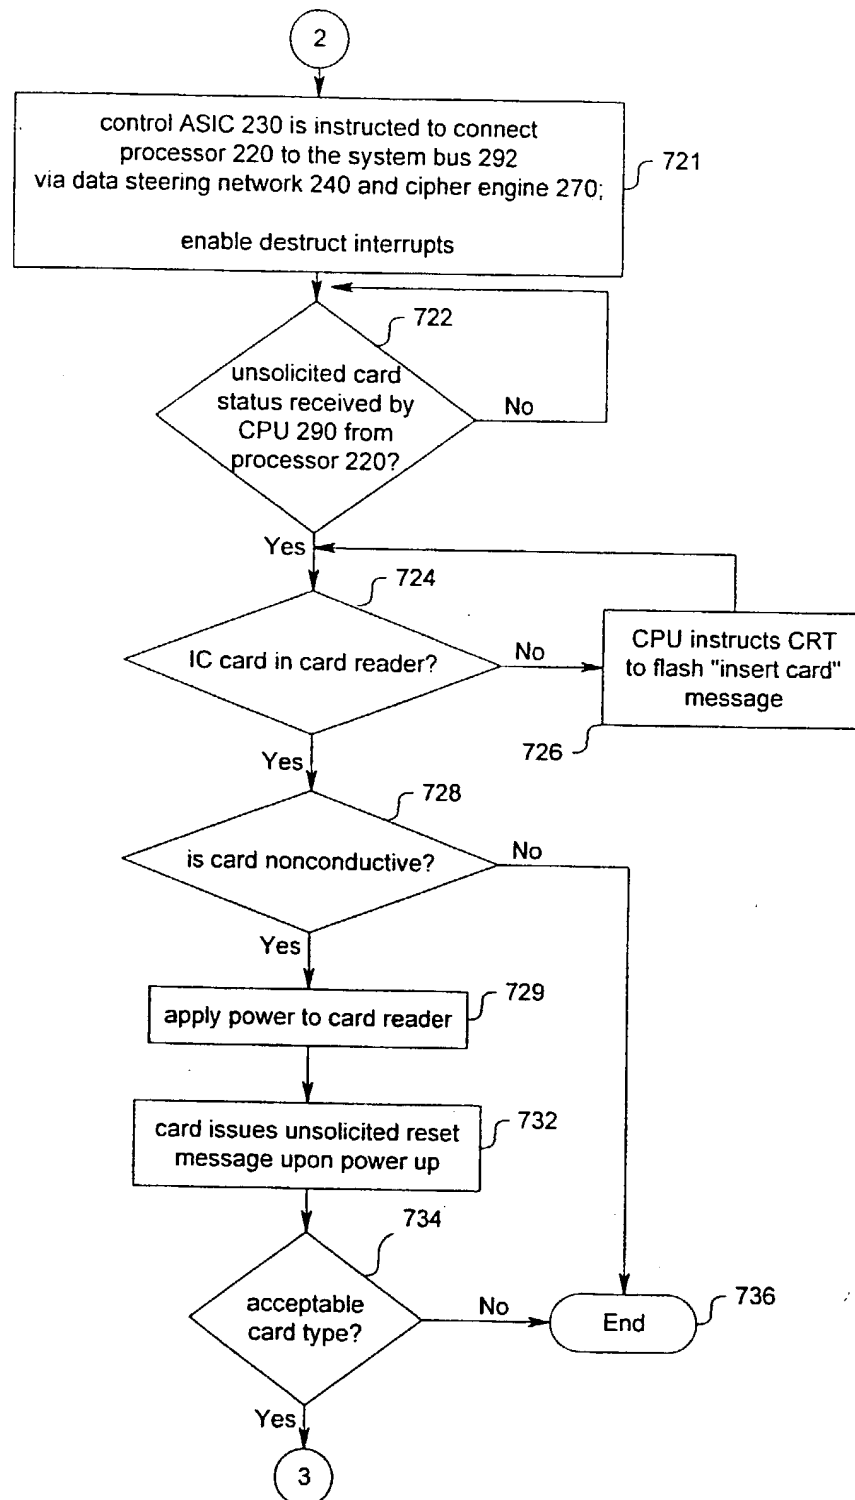 2
control ASIC 230 is instructed to connect
processor 220 to the system bus 292
via data steering network 240 and cipher engine 270;
enable destruct interrupts
721
722
unsolicited card
status received by
CPU 290 from
processor 220?
No
Yes
724
IC card in card reader?
No
CPU instructs CRT
to flash "insert card"
message
726
Yes
728
is card nonconductive?
No
Yes
729
apply power to card reader
732
card issues unsolicited reset
message upon power up
734
acceptable
card type?
No
End
736
Yes
3